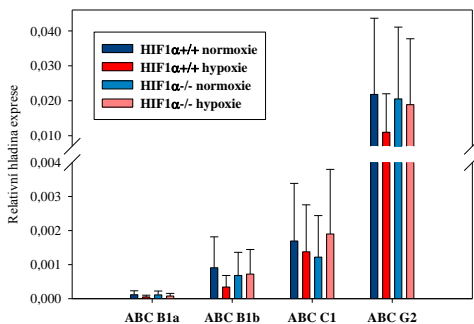 Relativní hladina exprese
0,040
0,030
0,020
0,010
0,004
0,003
0,002
0,001
0,000
HIF1α+/+ normoxie
HIF1α+/+ hypoxie
HIF1α-/- normoxie
HIF1α-/- hypoxie
ABC B1a ABC B1b ABC C1 ABC G2